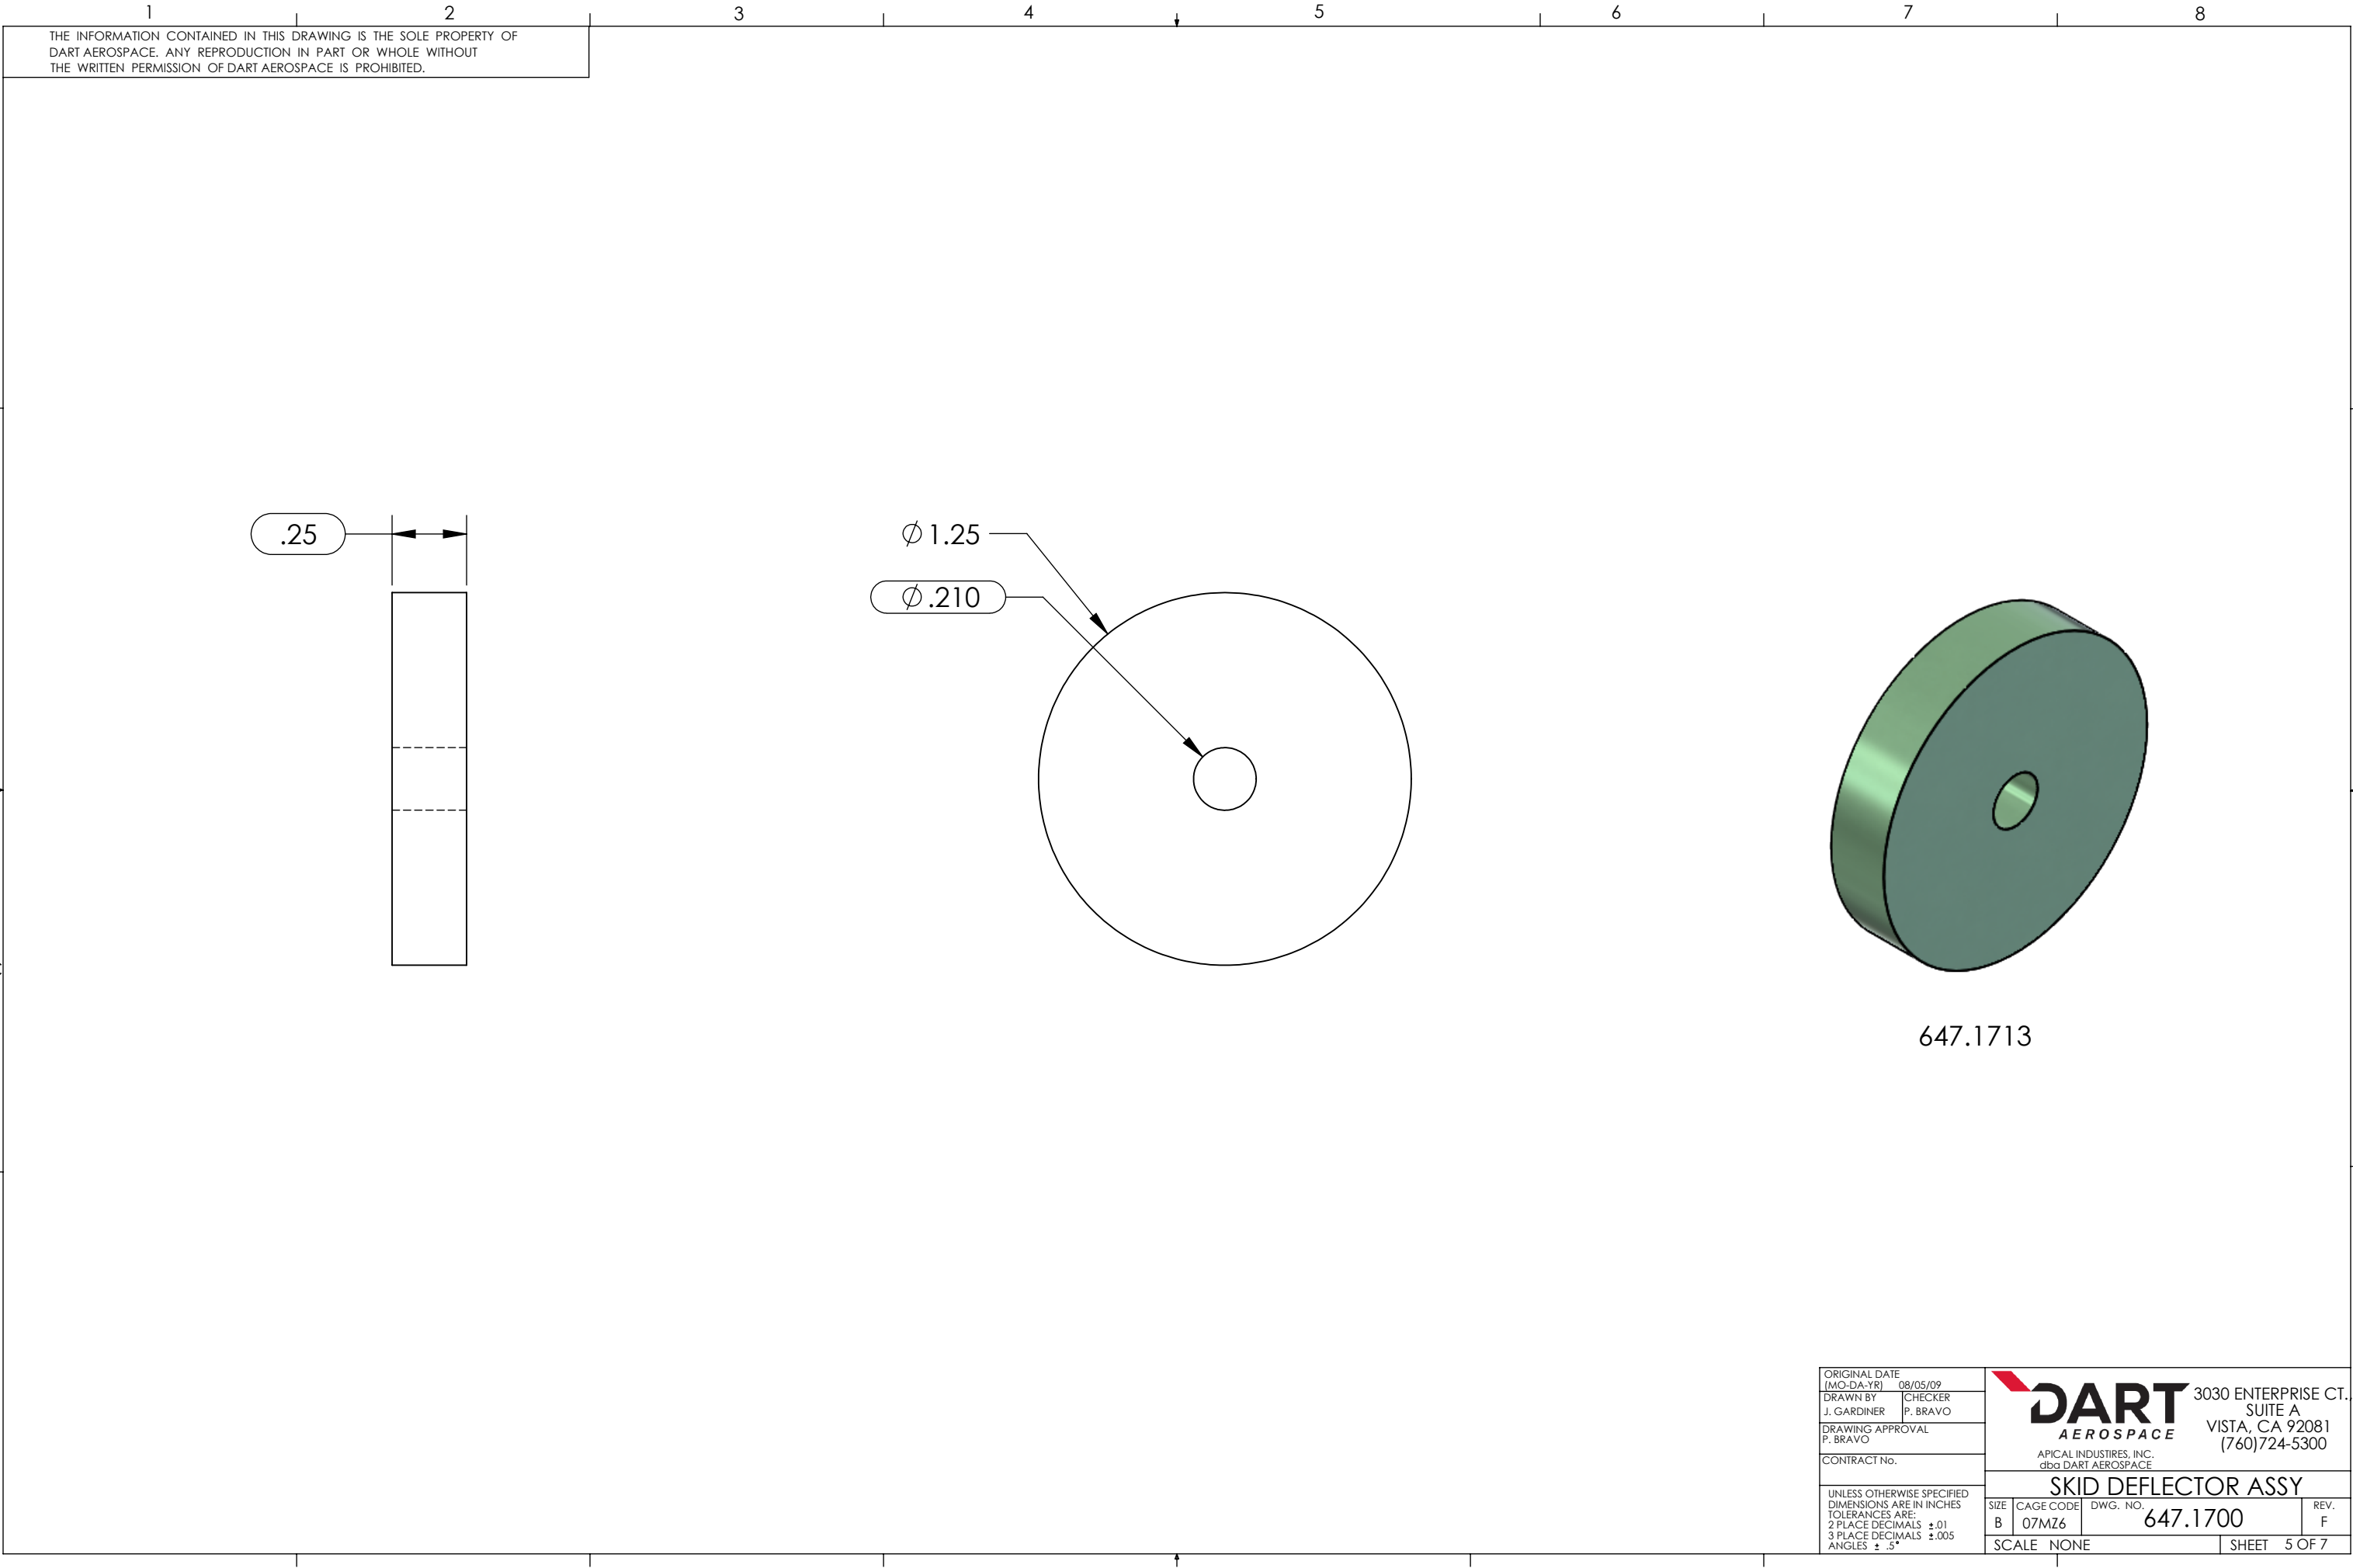 1 2 3 4 5 6 7 8
THE INFORMATION CONTAINED IN THIS DRAWING IS THE SOLE PROPERTY OF
DART AEROSPACE. ANY REPRODUCTION IN PART OR WHOLE WITHOUT
THE WRITTEN PERMISSION OF DART AEROSPACE IS PROHIBITED.
.25
∅ 1.25
∅ .210
647.1713
ORIGINAL DATE
(MO-DA-YR) 08/05/09
DRAWN BY
J. GARDINER
CHECKER
P. BRAVO
DRAWING APPROVAL
P. BRAVO
CONTRACT No.
UNLESS OTHERWISE SPECIFIED
DIMENSIONS ARE IN INCHES
TOLERANCES ARE:
2 PLACE DECIMALS ±.01
3 PLACE DECIMALS ±.005
ANGLES ± .5°
DART
AEROSPACE
APICAL INDUSTIRES, INC.
dba DART AEROSPACE
3030 ENTERPRISE CT.,
SUITE A
VISTA, CA 92081
(760)724-5300
SKID DEFLECTOR ASSY
SIZE
B
CAGE CODE
07MZ6
DWG. NO.
647.1700
REV.
F
SCALE NONE
SHEET 5 OF 7